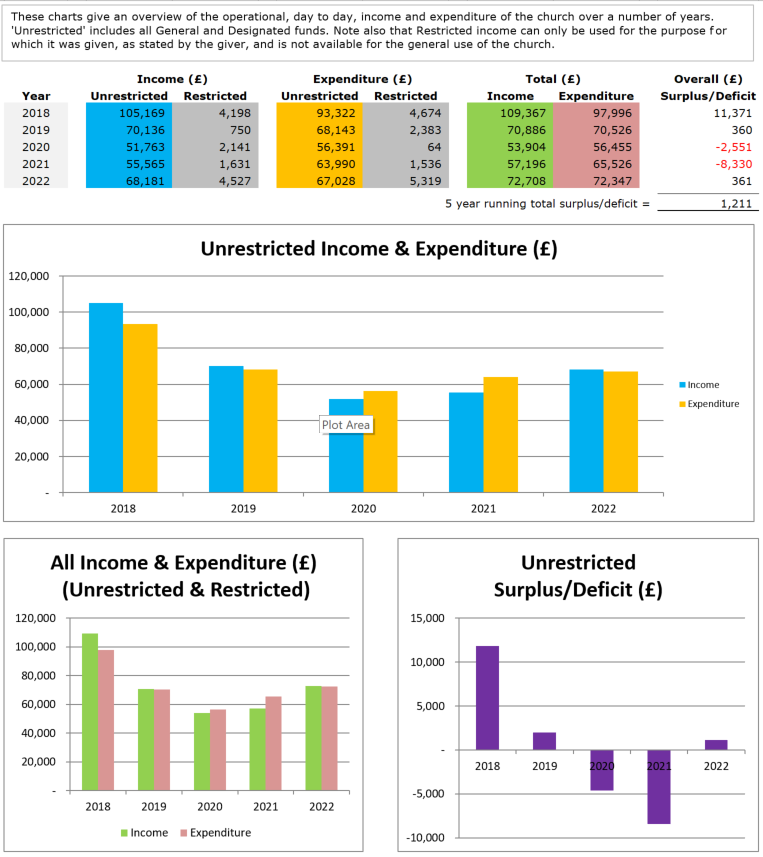 These charts give an overview of the operational, day to day, income and expenditure of the church over a number of years.
'Unrestricted' includes all General and Designated funds. Note also that Restricted income can only be used for the purpose for
which it was given, as stated by the giver, and is not available for the general use of the church.
Income (£) Expenditure (£) Total (£) Overall (£)
Year Unrestricted Restricted Unrestricted Restricted Income Expenditure Surplus/Deficit
2018 105,169 4,198 93,322 4,674 109,367 97,996 11,371
2019 70,136 750 68,143 2,383 70,886 70,526 360
2020 51,763 2,141 56,391 64 53,904 56,455 -2,551
2021 55,565 1,631 63,990 1,536 57,196 65,526 -8,330
2022 68,181 4,527 67,028 5,319 72,708 72,347 361
5 year running total surplus/deficit = 1,211
Unrestricted Income & Expenditure (£)
120,000
100,000
80,000
60,000
40,000
20,000
-
2018 2019 2020 2021 2022
Plot Area
Income
Expenditure
All Income & Expenditure (£)
(Unrestricted & Restricted)
120,000
100,000
80,000
60,000
40,000
20,000
-
2018 2019 2020 2021 2022
Income Expenditure
Unrestricted
Surplus/Deficit (£)
15,000
10,000
5,000
-
-5,000
-10,000
2018 2019 2020 2021 2022